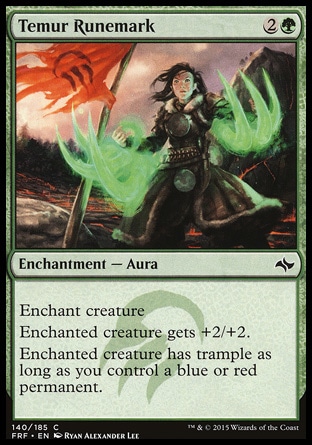 Temur Runemark 2
Enchantment — Aura
Enchant creature
Enchanted creature gets +2/+2.
Enchanted creature has trample as
long as you control a blue or red
permanent.
140/185 C
FRF • EN Ryan Alexander Lee
™ & © 2015 Wizards of the Coast